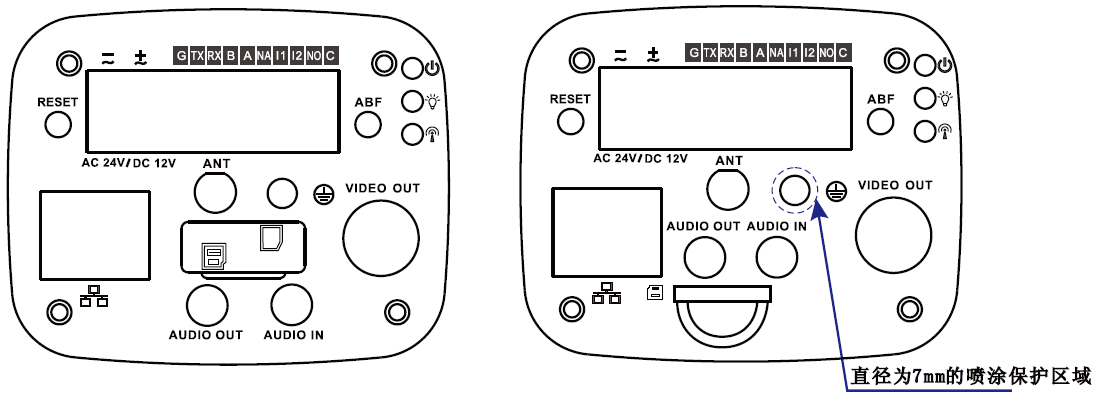 G TX RX B A NA I1 I2 NO C
RESET
ABF
AC 24V/DC 12V
ANT
VIDEO OUT
AUDIO OUT AUDIO IN
G TX RX B A NA I1 I2 NO C
RESET
ABF
AC 24V/DC 12V
ANT
VIDEO OUT
AUDIO OUT AUDIO IN
直径为7mm的喷涂保护区域